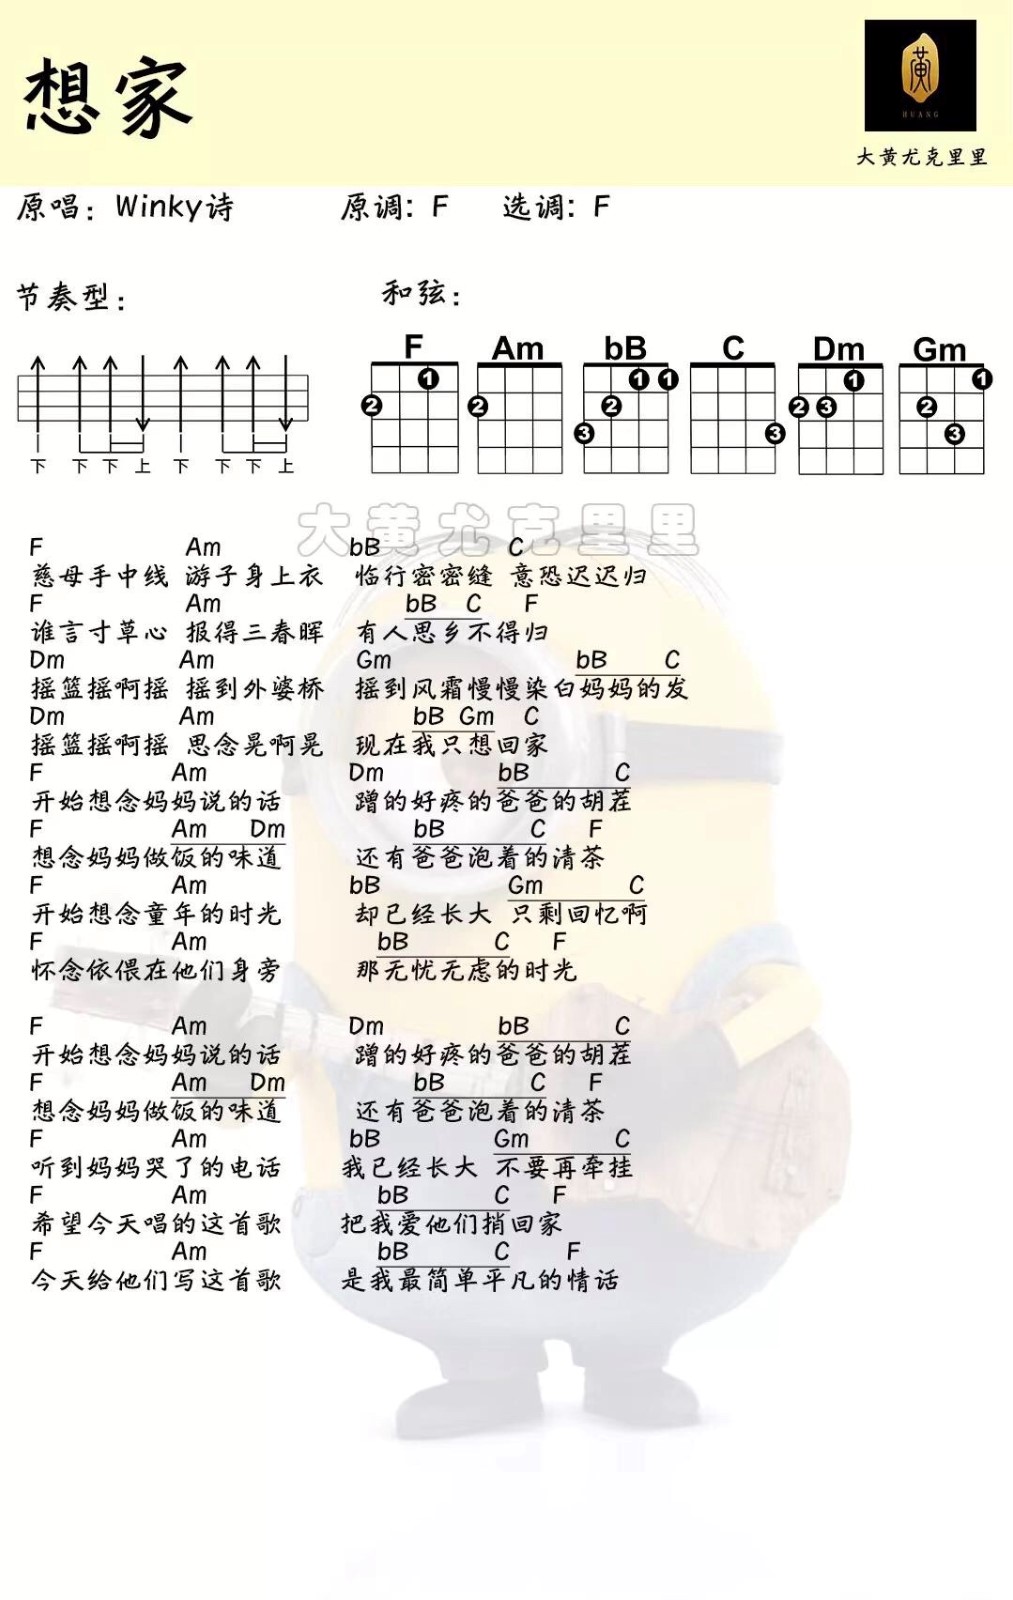 想家
黄
HUANG
大黄尤克里里
原唱：Winky诗 原调：F 选调：F
节奏型： 和弦：
F Am bB C Dm Gm
1 1 1 1 1
2 2 2 2 3 2
3 3 3
下 下 下 上 下 下 下 上
大黄尤克里里
F Am bB C
慈母手中线 游子身上衣 临行密密缝 意恐迟迟归
F Am bB C F
谁言寸草心 报得三春晖 有人思乡不得归
Dm Am Gm bB C
摇篮摇啊摇 摇到外婆桥 摇到风霜慢慢染白妈妈的发
Dm Am bB Gm C
摇篮摇啊摇 思念晃啊晃 现在我只想回家
F Am Dm bB C
开始想念妈妈说的话 蹭的好疼的爸爸的胡茬
F Am Dm bB C F
想念妈妈做饭的味道 还有爸爸泡着的清茶
F Am bB Gm C
开始想念童年的时光 却已经长大 只剩回忆啊
F Am bB C F
怀念依偎在他们身旁 那无忧无虑的时光
F Am Dm bB C
开始想念妈妈说的话 蹭的好疼的爸爸的胡茬
F Am Dm bB C F
想念妈妈做饭的味道 还有爸爸泡着的清茶
F Am bB Gm C
听到妈妈哭了的电话 我已经长大 不要再牵挂
F Am bB C F
希望今天唱的这首歌 把我爱他们捎回家
F Am bB C F
今天给他们写这首歌 是我最简单平凡的情话